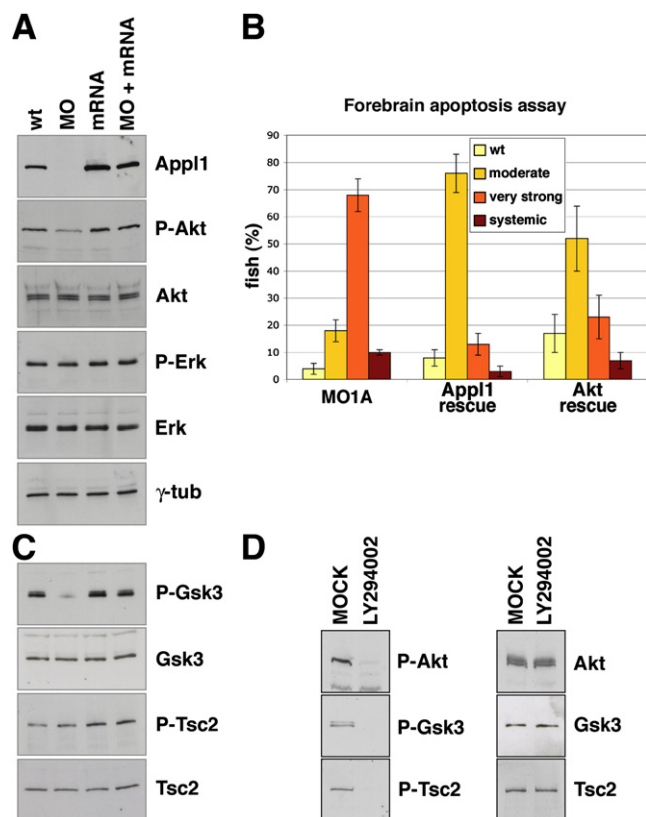 A
wt
MO
mRNA
MO + mRNA
Appl1
P-Akt
Akt
P-Erk
Erk
γ-tub
B
Forebrain apoptosis assay
fish (%)
90
80
70
60
50
40
30
20
10
0
wt
moderate
very strong
systemic
MO1A
Appl1
rescue
Akt
rescue
C
P-Gsk3
Gsk3
P-Tsc2
Tsc2
D
MOCK
LY294002
MOCK
LY294002
P-Akt
Akt
P-Gsk3
Gsk3
P-Tsc2
Tsc2